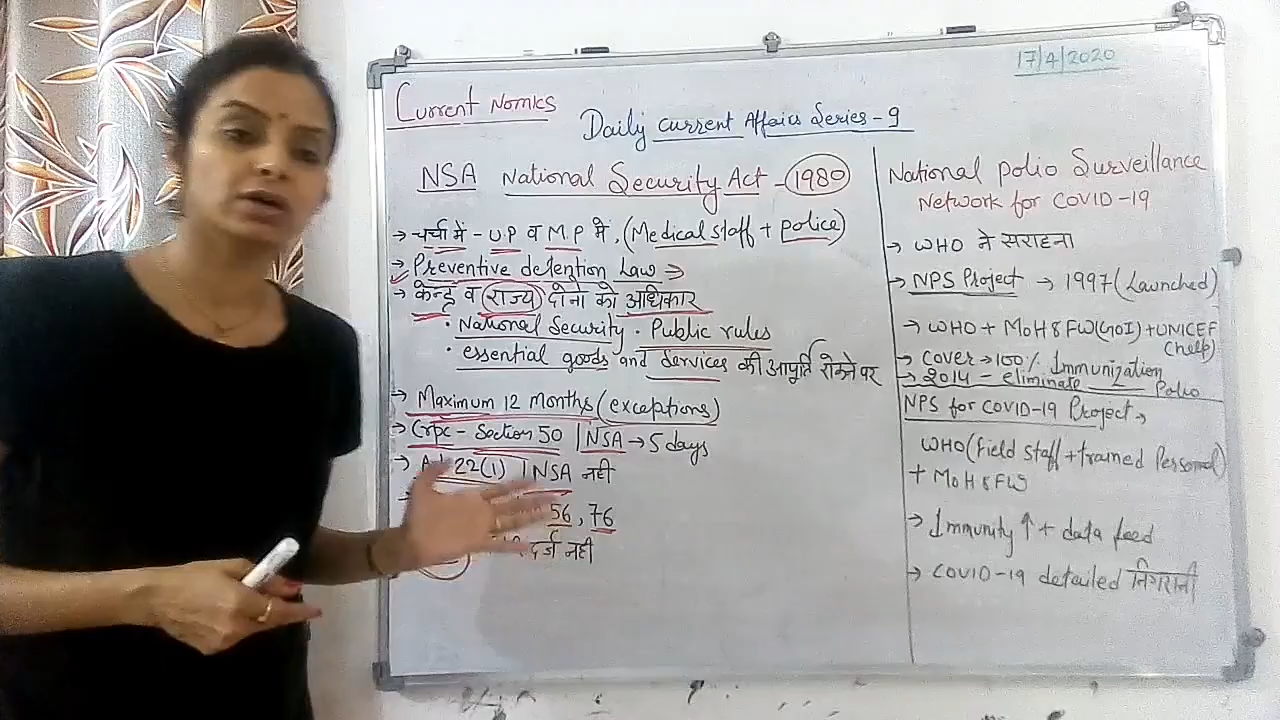 17/4/2020
Current Nomics
Daily current Affairs Series - 9
NSA National Security Act - 1980
→ चर्चा में - U.P व M.P में, (Medical staff + police)
→ Preventive detention Law ⇒
→ केन्द्र व राज्य दोनो को अधिकार
· National Security · Public rules
· essential goods and Services की आपूर्ति रोकने पर
→ Maximum 12 months (exceptions)
→ Crpc - Section 50 | NSA → 5 days
→ 22(1) | NSA नही
→ 56, 76
दर्ज नही
National Polio Surveillance
Network for COVID-19
→ WHO ने सराहना
→ NPS Project → 1997 (Launched)
→ WHO + MoH&FW(GOI) + UNICEF
(help)
→ Cover → 100% Immunization
→ 2014 - eliminate Polio
NPS for COVID-19 Project →
WHO (field staff + trained Personal)
+ MoH&FW
→ Immunity ↑ + data feed
→ COVID-19 detailed निगरानी